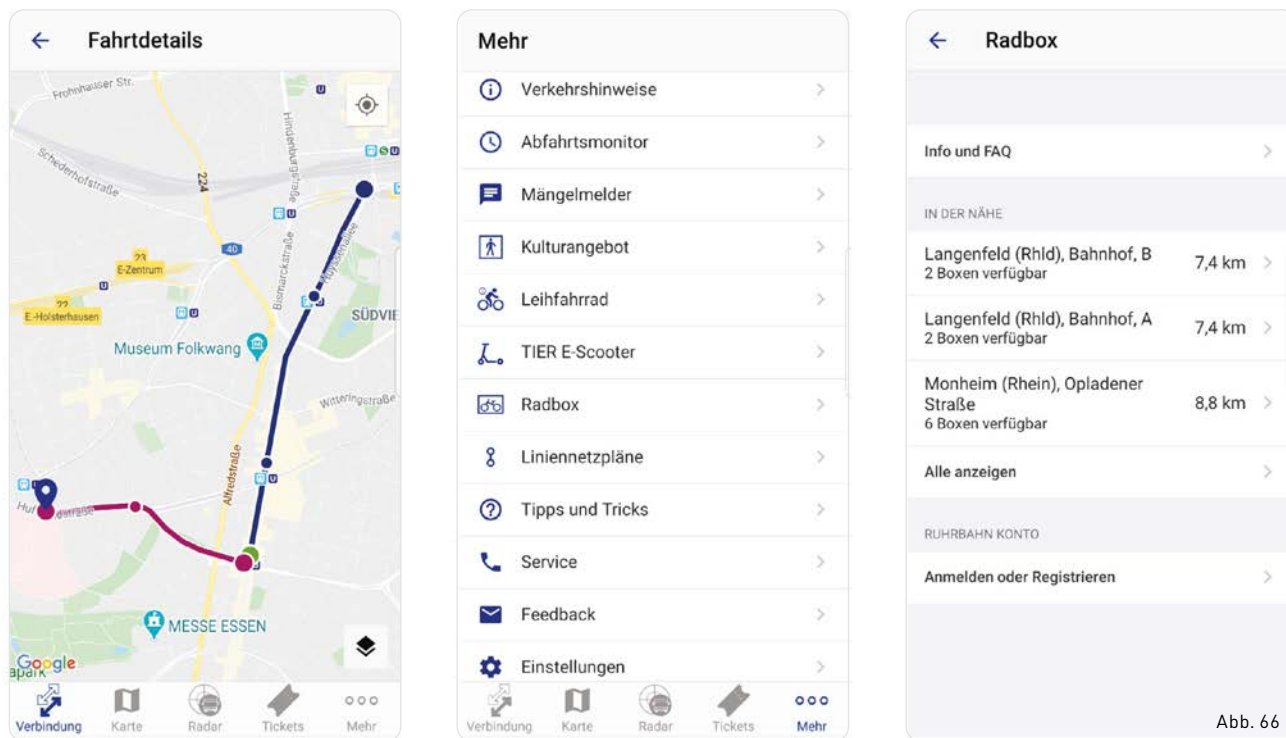 Fahrtdetails
Frohnhauser Str.
Hindenburgstraße
Schederhofstraße
224
40
23
E-Zentrum
Bismarckstraße
Huyssenallee
22
E.-Holsterhausen
SÜDVIE
Museum Folkwang
Witteringstraße
Alfredstraße
MESSE ESSEN
Google
apark
Verbindung
Karte
Radar
Tickets
Mehr
Mehr
Verkehrshinweise
Abfahrtsmonitor
Mängelmelder
Kulturangebot
Leihfahrrad
TIER E-Scooter
Radbox
Liniennetzpläne
Tipps und Tricks
Service
Feedback
Einstellungen
Verbindung
Karte
Radar
Tickets
Mehr
Radbox
Info und FAQ
IN DER NÄHE
Langenfeld (Rhld), Bahnhof, B
2 Boxen verfügbar
7,4 km
Langenfeld (Rhld), Bahnhof, A
2 Boxen verfügbar
7,4 km
Monheim (Rhein), Opladener
Straße
6 Boxen verfügbar
8,8 km
Alle anzeigen
RUHRBAHN KONTO
Anmelden oder Registrieren
Abb. 66